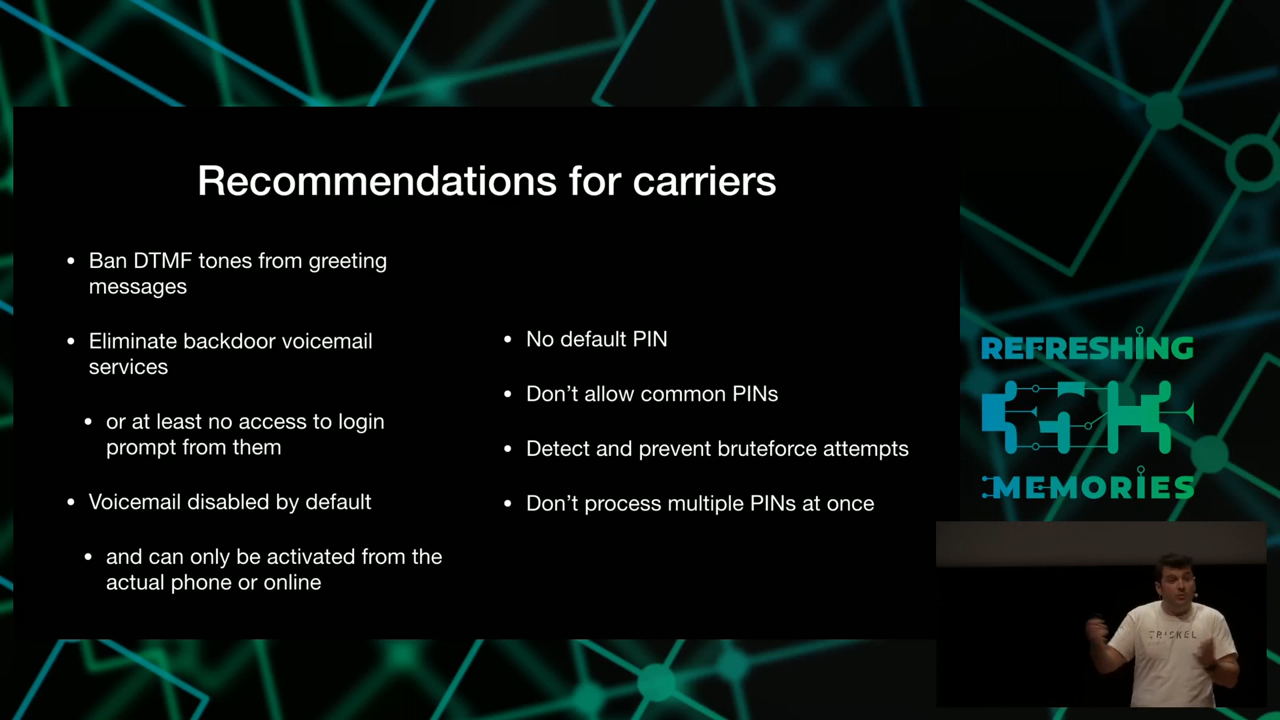 Recommendations for carriers
• Ban DTMF tones from greeting
messages
• Eliminate backdoor voicemail
services
• or at least no access to login
prompt from them
• Voicemail disabled by default
• and can only be activated from the
actual phone or online
• No default PIN
• Don’t allow common PINs
• Detect and prevent bruteforce attempts
• Don’t process multiple PINs at once
REFRESHING
MEMORIES
TRISKEL